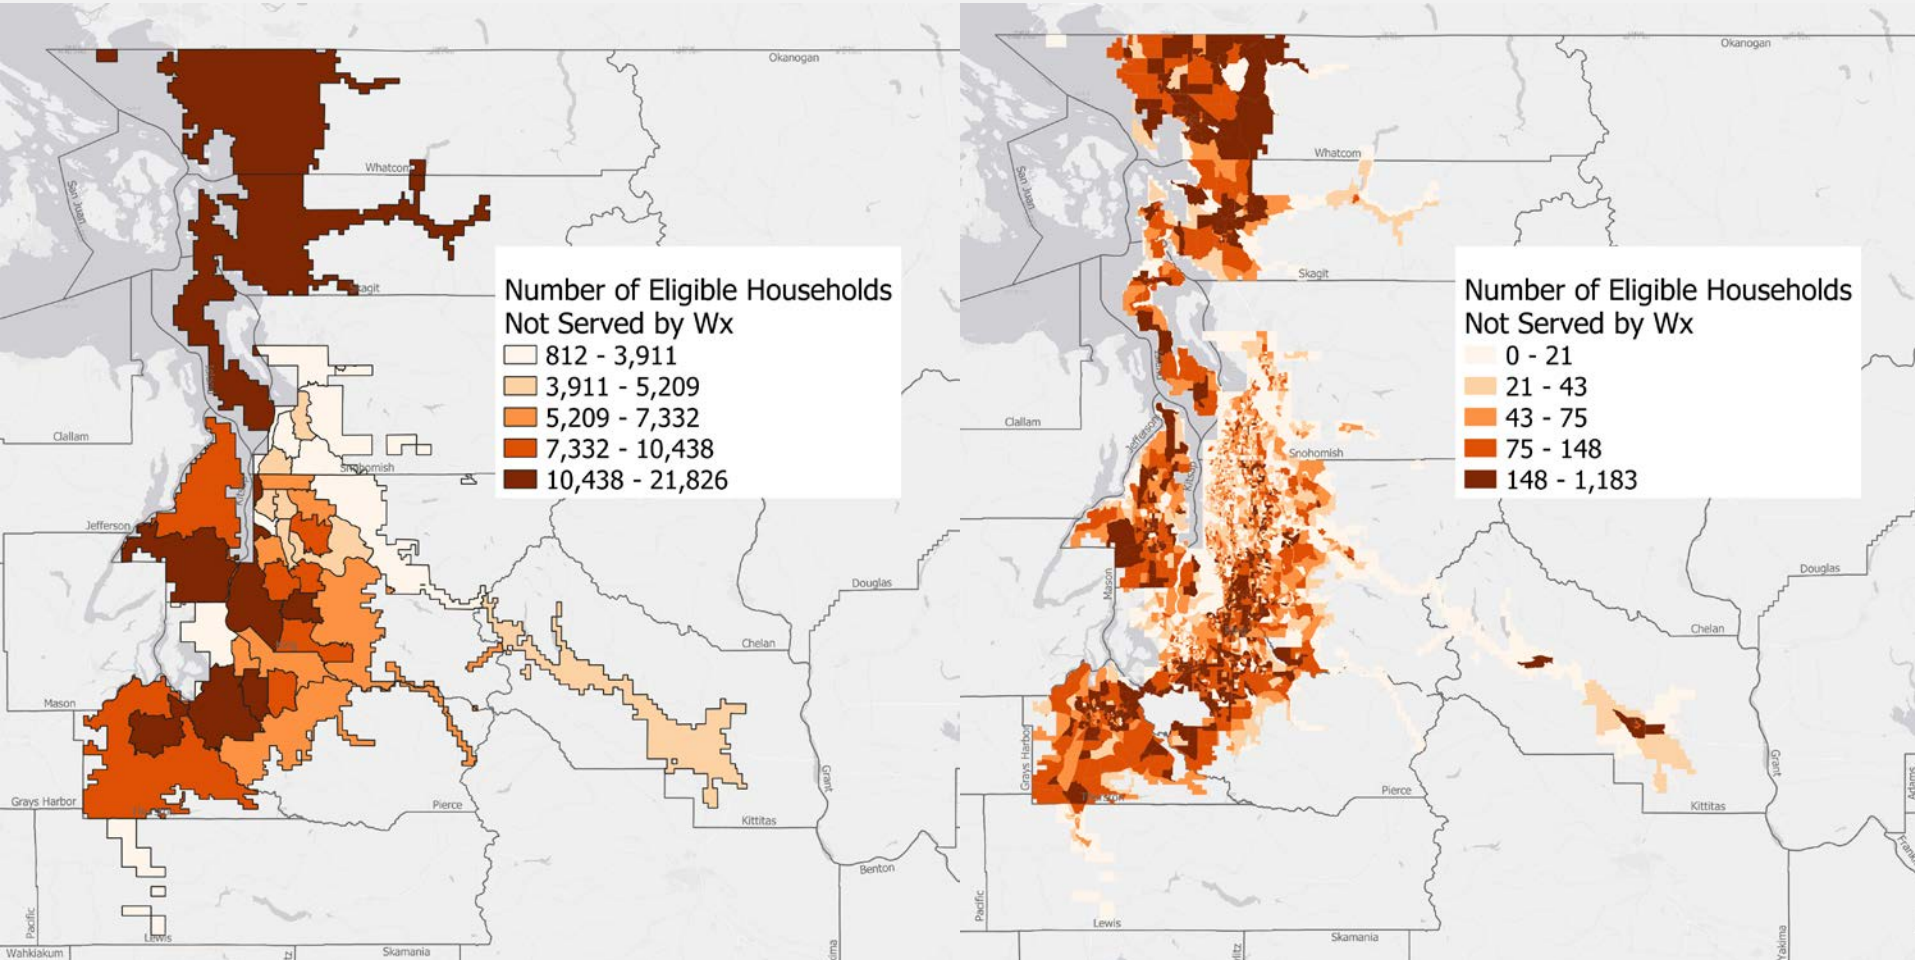 Okanogan
Whatcom
San Juan
Skagit
Number of Eligible Households
Not Served by Wx
812 - 3,911
3,911 - 5,209
5,209 - 7,332
7,332 - 10,438
10,438 - 21,826
Clallam
Snohomish
Kitsap
Jefferson
Douglas
Chelan
Mason
Grant
Grays Harbor
Pierce
Kittitas
Benton
Pacific
Lewis
Wahkiakum
Skamania
Okanogan
Whatcom
San Juan
Skagit
Number of Eligible Households
Not Served by Wx
0 - 21
21 - 43
43 - 75
75 - 148
148 - 1,183
Clallam
Jefferson
Snohomish
Kitsap
Mason
Douglas
Chelan
Grays Harbor
Grant
Adams
Thurston
Pierce
Kittitas
Pacific
Lewis
Skamania
Yakima